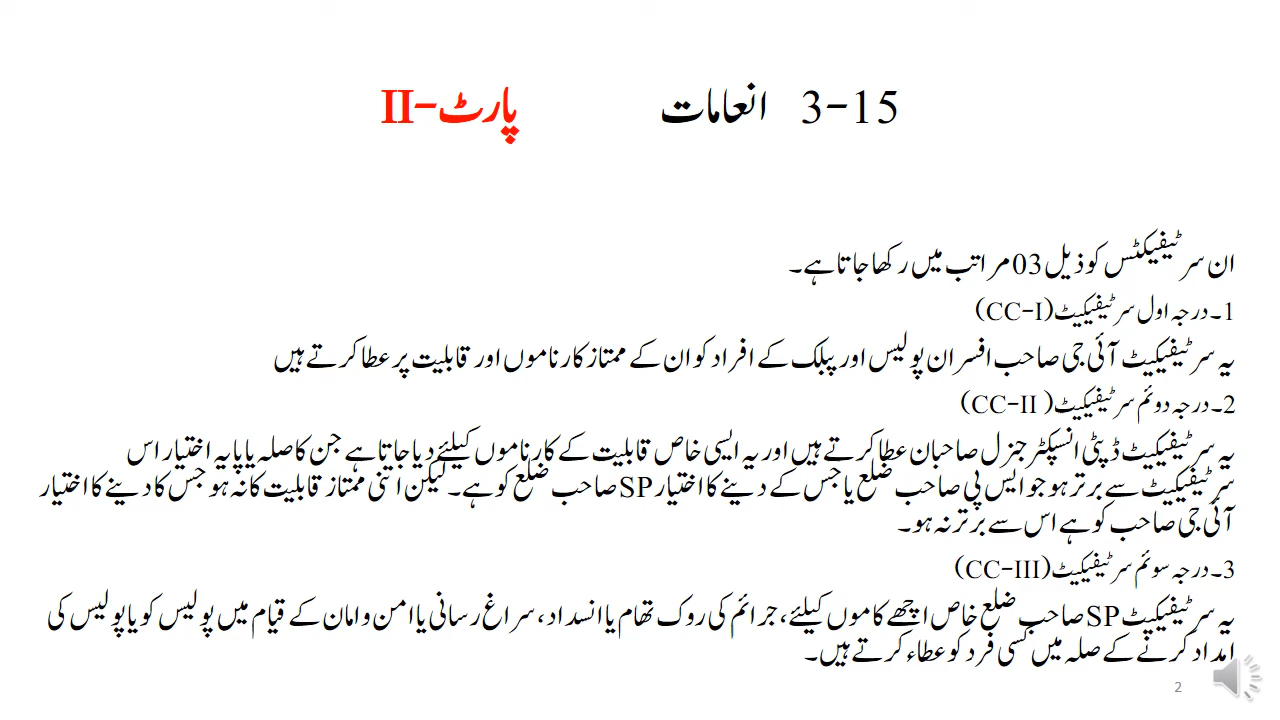 15-3 انعامات پارٹ-II
ان سرٹیفیکٹس کو ذیل 03 مراتب میں رکھا جاتا ہے۔
1۔درجہ اول سرٹیفیکیٹ(CC-I)
یہ سرٹیفیکیٹ آئی جی صاحب افسران پولیس اور پبلک کے افراد کو ان کے ممتاز کارناموں اور قابلیت پر عطا کرتے ہیں
2۔درجہ دوئم سرٹیفیکیٹ( CC-II)
یہ سرٹیفیکیٹ ڈپٹی انسپکٹر جنرل صاحبان عطا کرتے ہیں اور یہ ایسی خاص قابلیت کے کارناموں کیلئے دیا جاتا ہے جن کا صلہ یا پایہ اختیار اس
سرٹیفیکیٹ سے برتر ہو جو ایس پی صاحب ضلع یا جس کے دینے کا اختیار SP صاحب ضلع کو ہے۔ لیکن اتنی ممتاز قابلیت کا نہ ہو جس کا دینے کا اختیار
آئی جی صاحب کو ہے اس سے برتر نہ ہو۔
3۔درجہ سوئم سرٹیفیکیٹ(CC-III)
یہ سرٹیفیکیٹ SP صاحب ضلع خاص اچھے کاموں کیلئے، جرائم کی روک تھام یا انسداد، سراغ رسانی یا امن و امان کے قیام میں پولیس کو یا پولیس کی
امداد کرنے کے صلہ میں کسی فرد کو عطاء کرتے ہیں۔
2